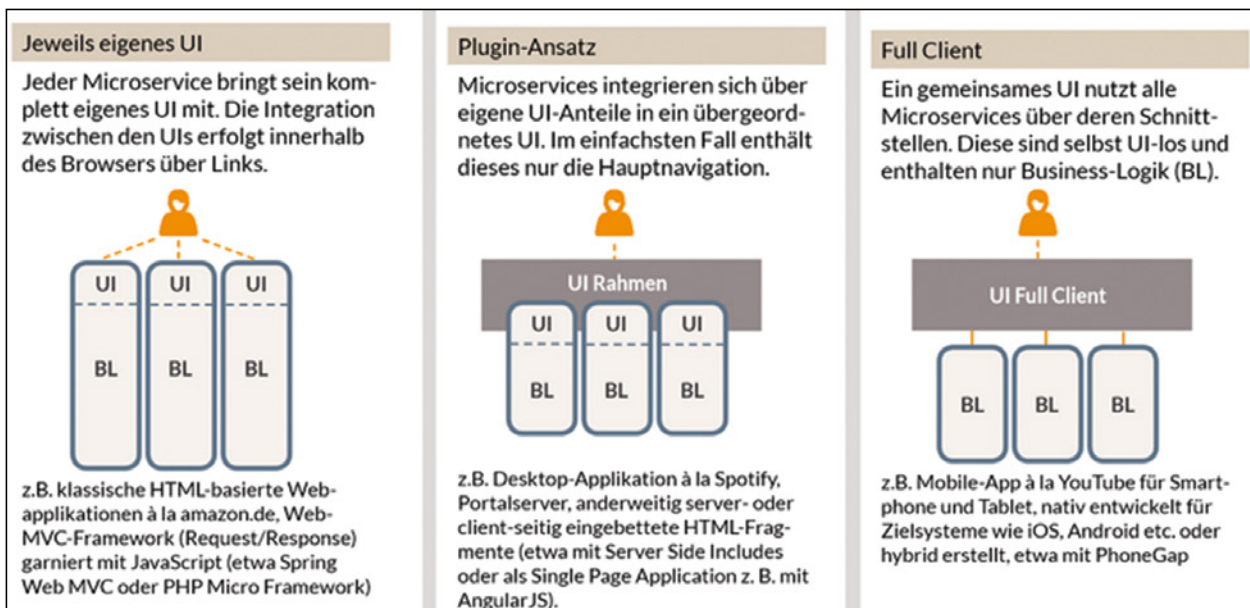 Jeweils eigenes UI
Jeder Microservice bringt sein kom-
plett eigenes UI mit. Die Integration
zwischen den UIs erfolgt innerhalb
des Browsers über Links.
UI UI UI
BL BL BL
z.B. klassische HTML-basierte Web-
applikationen à la amazon.de, Web-
MVC-Framework (Request/Response)
garniert mit JavaScript (etwa Spring
Web MVC oder PHP Micro Framework)
Plugin-Ansatz
Microservices integrieren sich über
eigene UI-Anteile in ein übergeord-
netes UI. Im einfachsten Fall enthält
dieses nur die Hauptnavigation.
UI Rahmen
UI UI UI
BL BL BL
z.B. Desktop-Applikation à la Spotify,
Portalserver, anderweitig server- oder
client-seitig eingebettete HTML-Frag-
mente (etwa mit Server Side Includes
oder als Single Page Application z. B. mit
AngularJS).
Full Client
Ein gemeinsames UI nutzt alle
Microservices über deren Schnitt-
stellen. Diese sind selbst UI-los und
enthalten nur Business-Logik (BL).
UI Full Client
BL BL BL
z.B. Mobile-App à la YouTube für Smart-
phone und Tablet, nativ entwickelt für
Zielsysteme wie iOS, Android etc. oder
hybrid erstellt, etwa mit PhoneGap